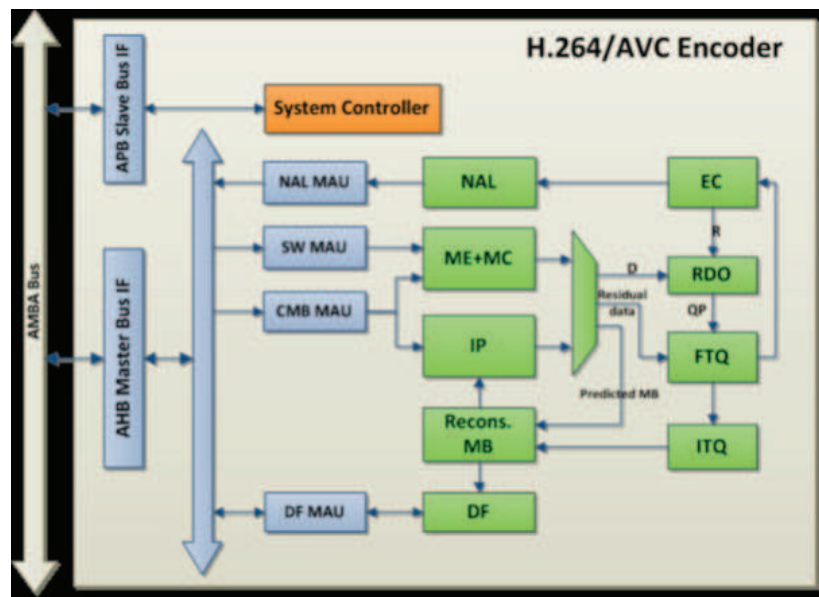 H.264/AVC Encoder
AMBA Bus
APB Slave Bus IF
AHB Master Bus IF
System Controller
NAL MAU
NAL
EC
R
SW MAU
ME+MC
D
RDO
CMB MAU
Residual
data
QP
IP
FTQ
Predicted MB
Recons.
MB
ITQ
DF MAU
DF